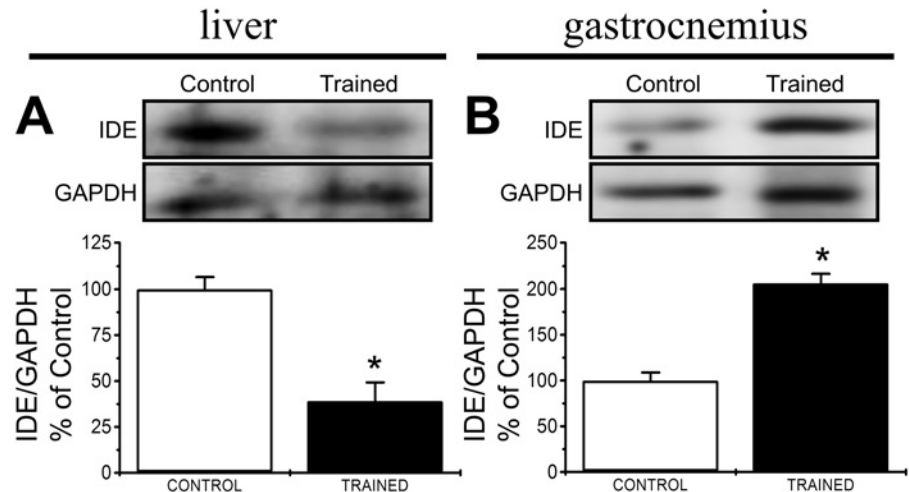 liver
A
Control Trained
IDE
GAPDH
IDE/GAPDH
% of Control
125
100
75
50
25
0
*
CONTROL TRAINED
gastrocnemius
B
Control Trained
IDE
GAPDH
IDE/GAPDH
% of Control
250
200
150
100
50
0
*
CONTROL TRAINED